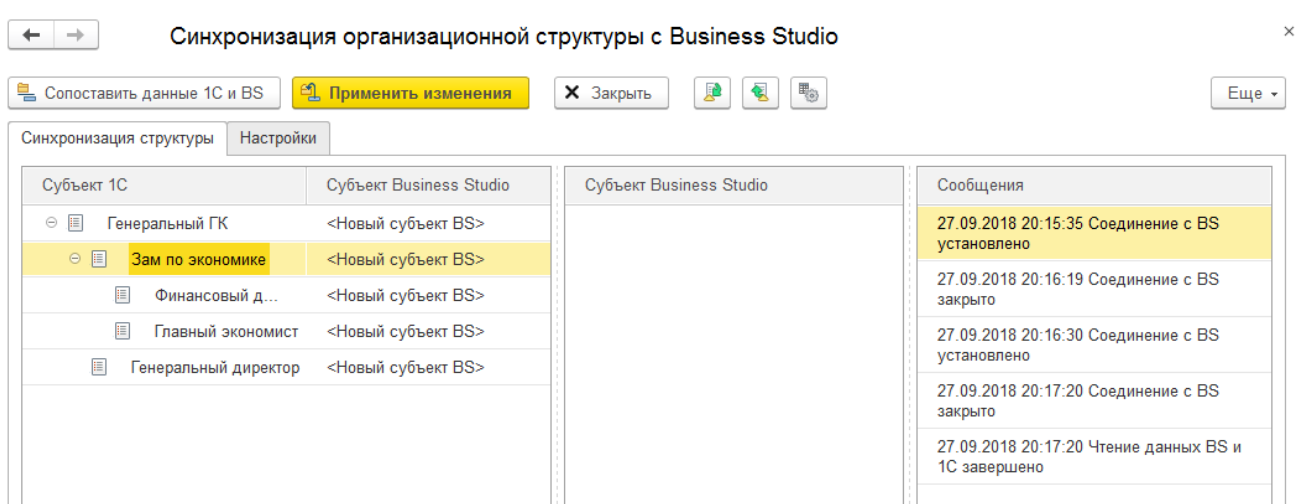 Синхронизация организационной структуры с Business Studio
Сопоставить данные 1С и BS
Применить изменения
Закрыть
Еще
Синхронизация структуры
Настройки
Субъект 1С
Субъект Business Studio
Субъект Business Studio
Сообщения
Генеральный ГК
<Новый субъект BS>
Зам по экономике
<Новый субъект BS>
Финансовый д...
<Новый субъект BS>
Главный экономист
<Новый субъект BS>
Генеральный директор
<Новый субъект BS>
27.09.2018 20:15:35 Соединение с BS
установлено
27.09.2018 20:16:19 Соединение с BS
закрыто
27.09.2018 20:16:30 Соединение с BS
установлено
27.09.2018 20:17:20 Соединение с BS
закрыто
27.09.2018 20:17:20 Чтение данных BS и
1С завершено